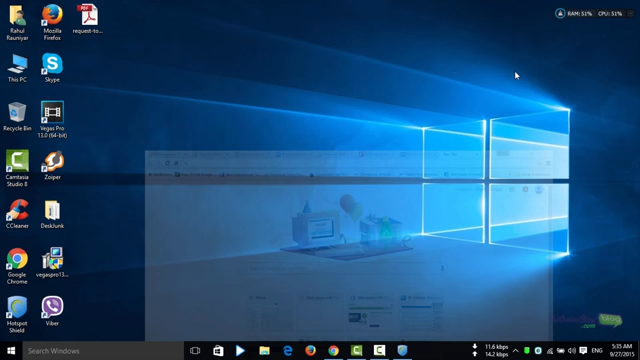 Rahul
Rauniyar
Mozilla
Firefox
request-to...
RAM: 51%
CPU: 51%
This PC
Skype
Recycle Bin
Vegas Pro
13.0 (64-bit)
Camtasia
Studio 8
Zoiper
CCleaner
DeskJunk
Google
Chrome
vegaspro13...
Hotspot
Shield
Viber
Search Windows
11.6 kbps
14.2 kbps
ENG
5:35 AM
9/27/2015